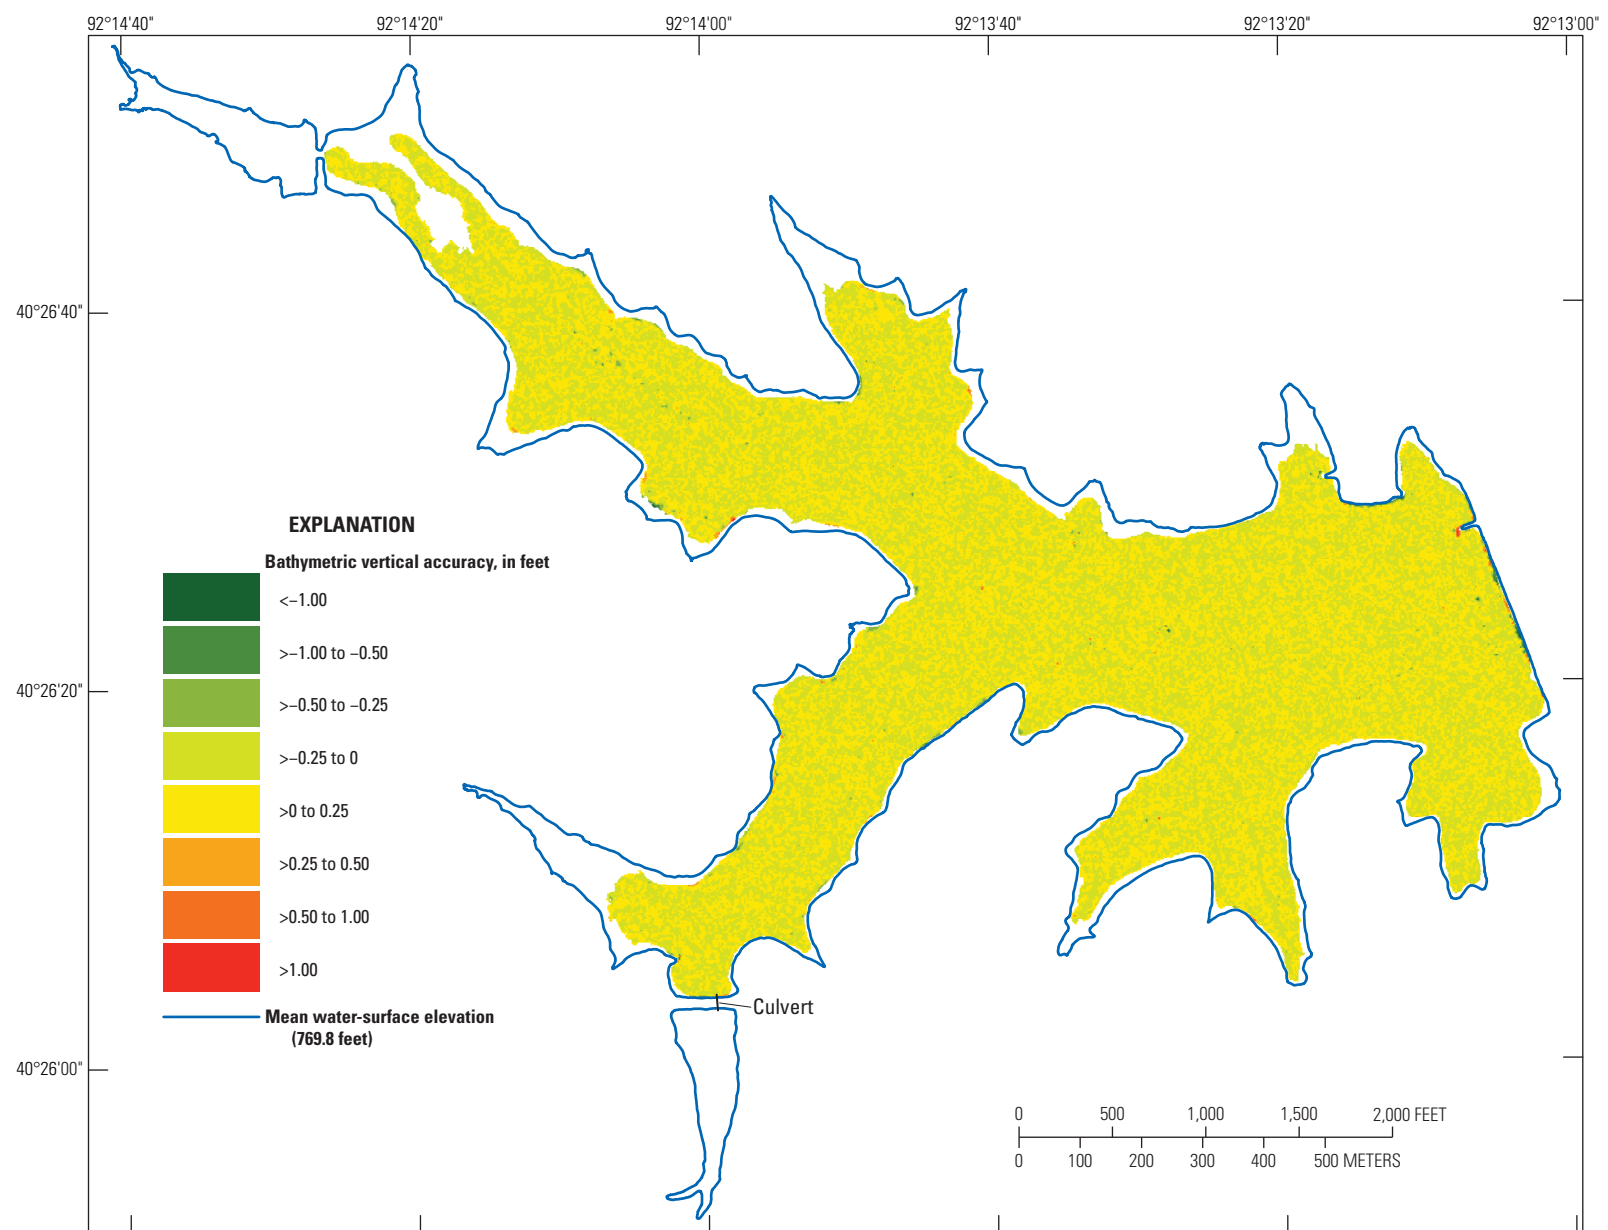 92°14'40" 92°14'20" 92°14'00" 92°13'40" 92°13'20" 92°13'00"
40°26'40"
40°26'20"
40°26'00"
EXPLANATION
Bathymetric vertical accuracy, in feet
<–1.00
>–1.00 to –0.50
>–0.50 to –0.25
>–0.25 to 0
>0 to 0.25
>0.25 to 0.50
>0.50 to 1.00
>1.00
Mean water-surface elevation
(769.8 feet)
Culvert
0 500 1,000 1,500 2,000 FEET
0 100 200 300 400 500 METERS